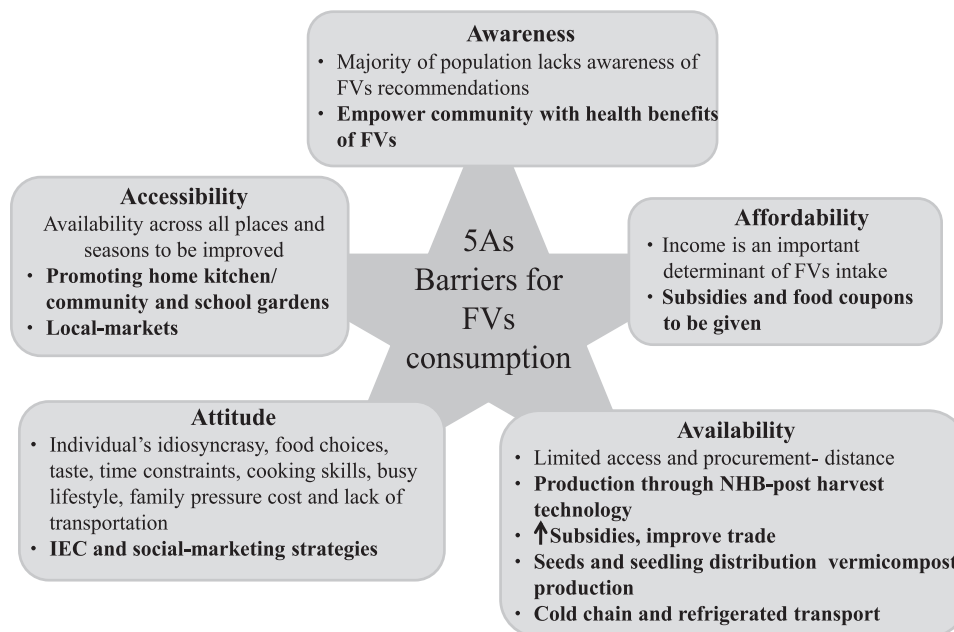 Awareness
• Majority of population lacks awareness of
FVs recommendations
• Empower community with health benefits
of FVs
Accessibility
Availability across all places and
seasons to be improved
• Promoting home kitchen/
community and school gardens
• Local-markets
5As
Barriers for
FVs
consumption
Affordability
• Income is an important
determinant of FVs intake
• Subsidies and food coupons
to be given
Attitude
• Individual's idiosyncrasy, food choices,
taste, time constraints, cooking skills, busy
lifestyle, family pressure cost and lack of
transportation
• IEC and social-marketing strategies
Availability
• Limited access and procurement- distance
• Production through NHB-post harvest
technology
• ↑Subsidies, improve trade
• Seeds and seedling distribution vermicompost
production
• Cold chain and refrigerated transport